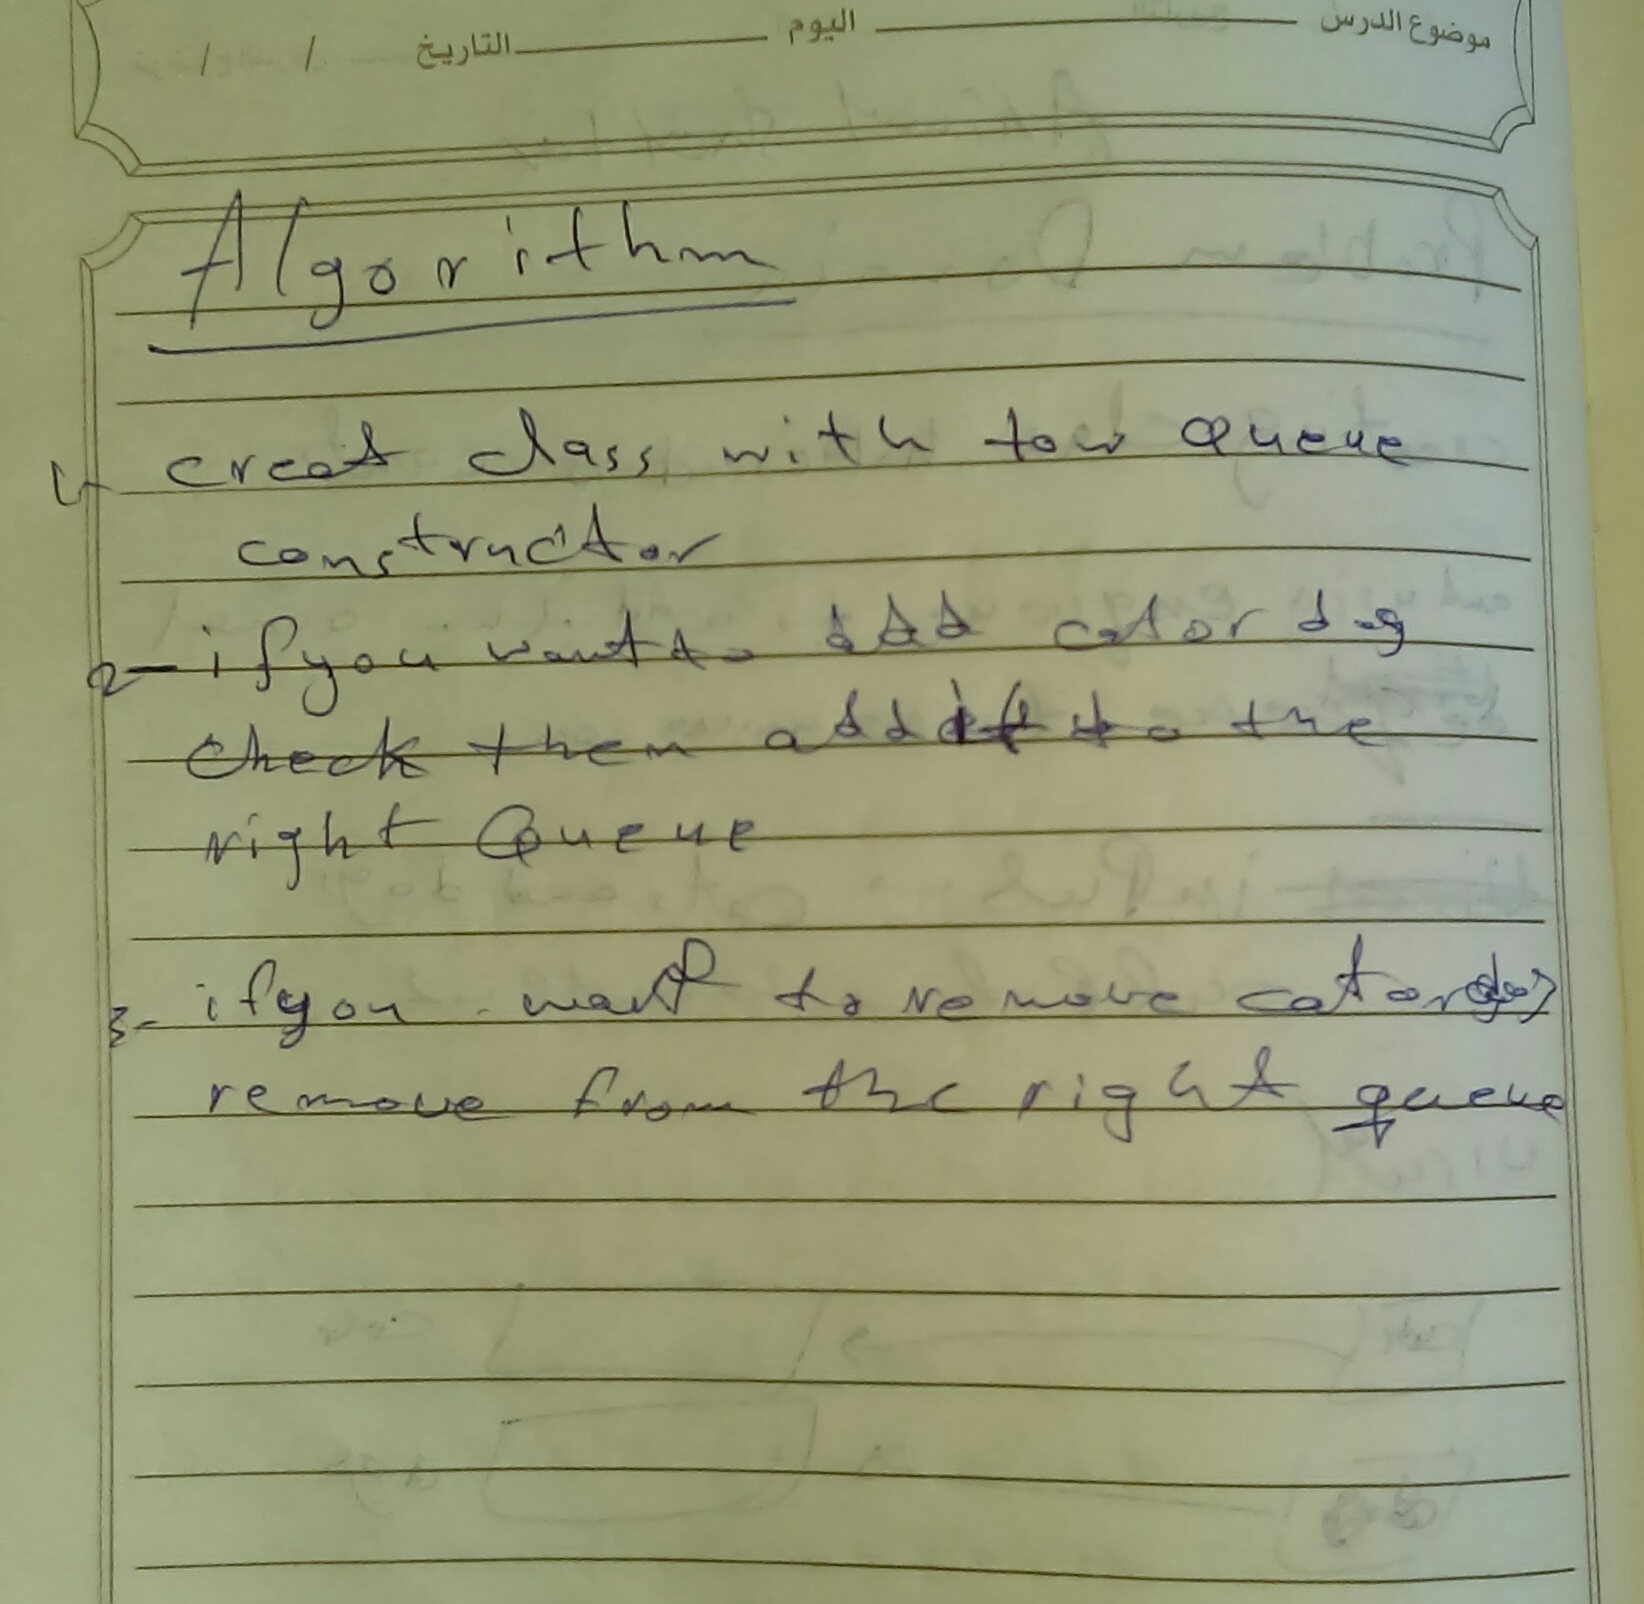 موضوع الدرس اليوم التاريخ / /
Algorithm
1- creat class with tow Queue
constructor
2- if you want to add cat or dog
check them add it to the
right Queue
3- if you want to remove cat or dog
remove from the right queue